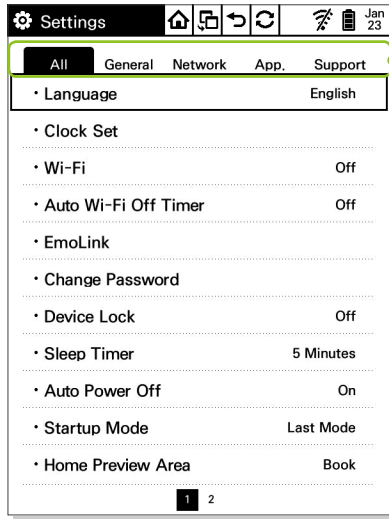 Settings Jan
23
All General Network App. Support
・Language English
・Clock Set
・Wi-Fi Off
・Auto Wi-Fi Off Timer Off
・EmoLink
・Change Password
・Device Lock Off
・Sleep Timer 5 Minutes
・Auto Power Off On
・Startup Mode Last Mode
・Home Preview Area Book
1 2